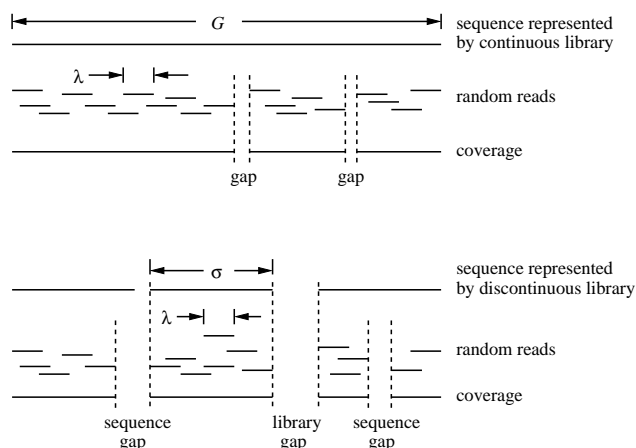 G
sequence represented
by continuous library
λ
random reads
coverage
gap
gap
σ
sequence represented
by discontinuous library
λ
random reads
coverage
sequence
gap
library
gap
sequence
gap